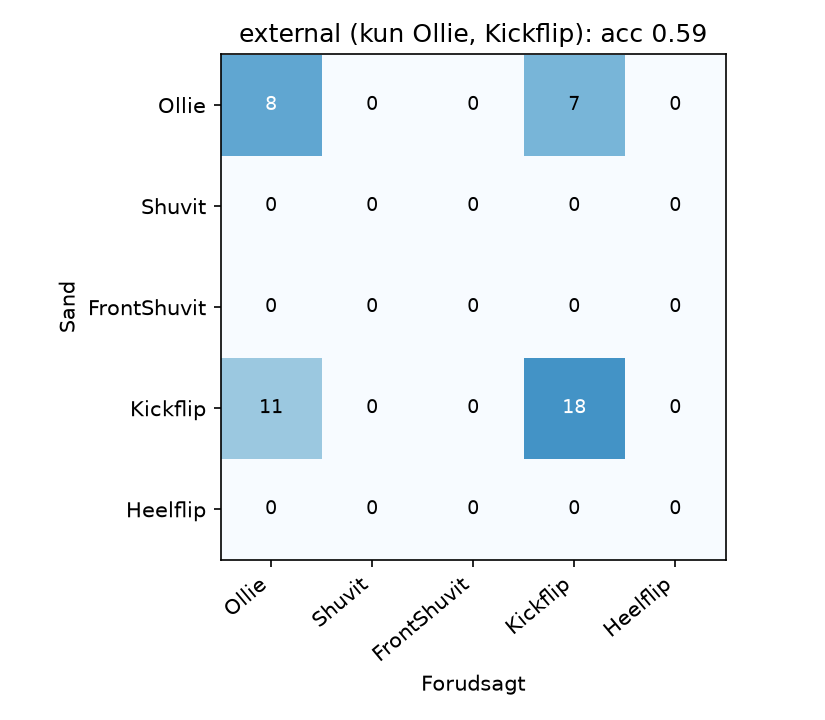 external (kun Ollie, Kickflip): acc 0.59
Ollie 8 0 0 7 0
Shuvit 0 0 0 0 0
FrontShuvit 0 0 0 0 0
Kickflip 11 0 0 18 0
Heelflip 0 0 0 0 0
Sand
Ollie Shuvit FrontShuvit Kickflip Heelflip
Forudsagt